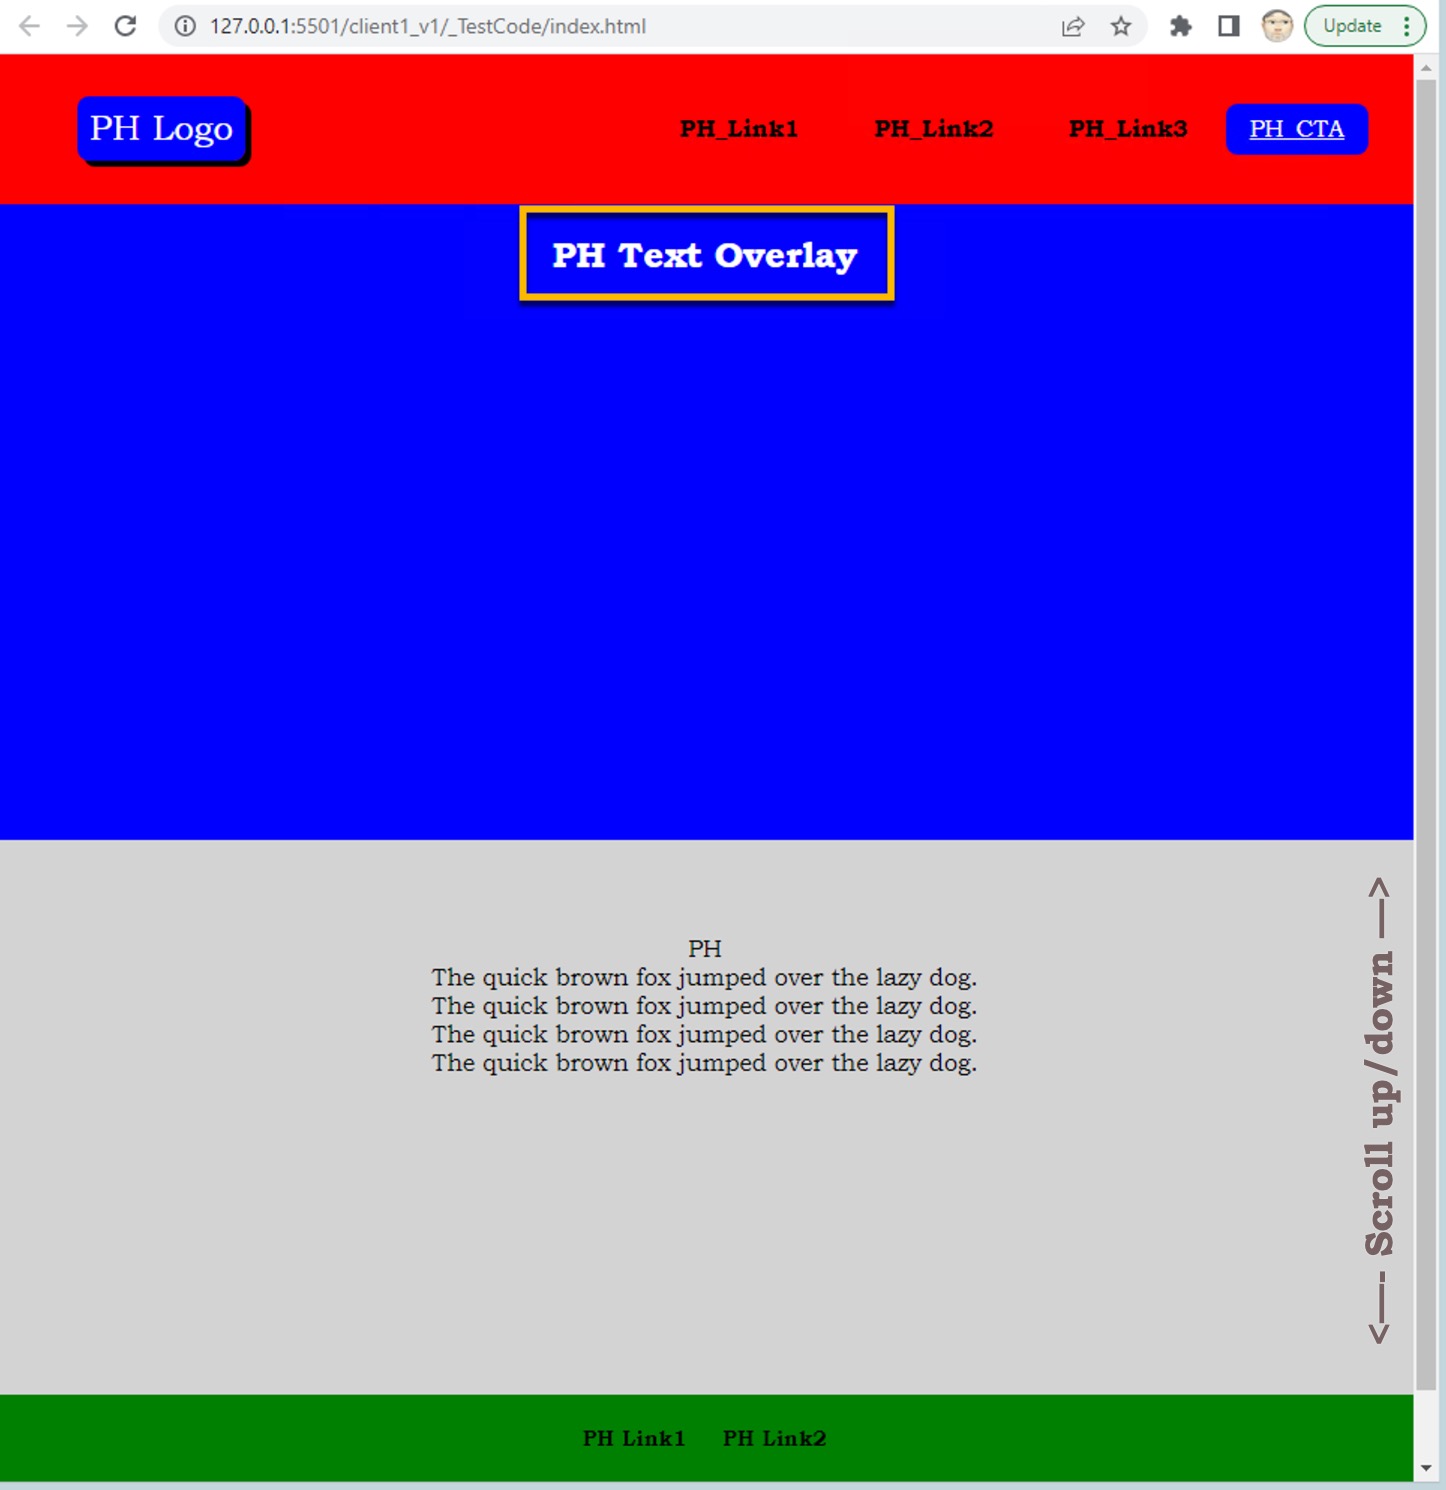 127.0.0.1:5501/client1_v1/_TestCode/index.html
Update
PH Logo
PH_Link1
PH_Link2
PH_Link3
PH CTA
PH Text Overlay
PH
The quick brown fox jumped over the lazy dog.
The quick brown fox jumped over the lazy dog.
The quick brown fox jumped over the lazy dog.
The quick brown fox jumped over the lazy dog.
<--- Scroll up/down --->
PH Link1
PH Link2